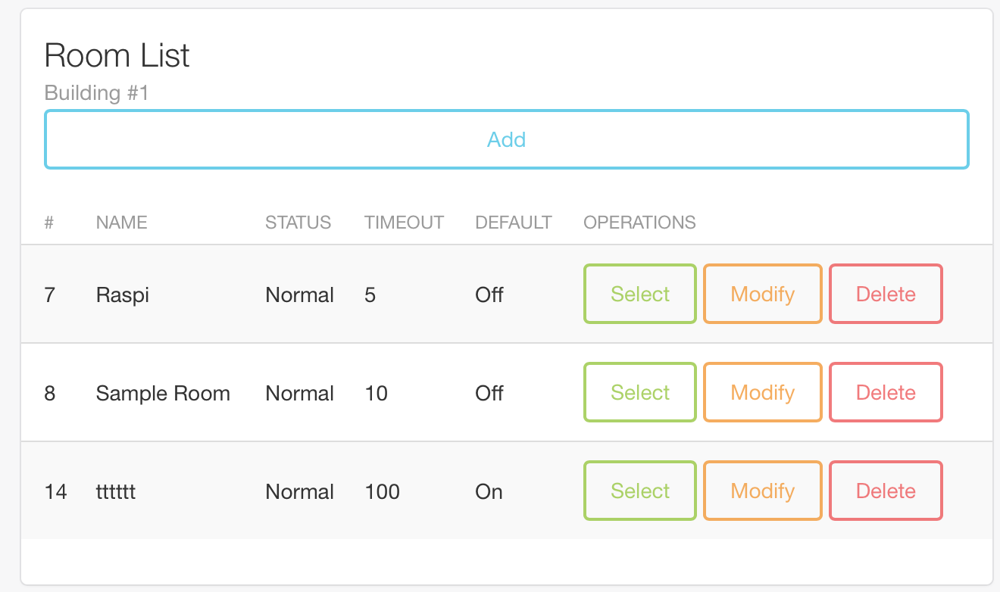 Room List
Building #1
Add
# NAME STATUS TIMEOUT DEFAULT OPERATIONS
7 Raspi Normal 5 Off Select Modify Delete
8 Sample Room Normal 10 Off Select Modify Delete
14 tttttt Normal 100 On Select Modify Delete